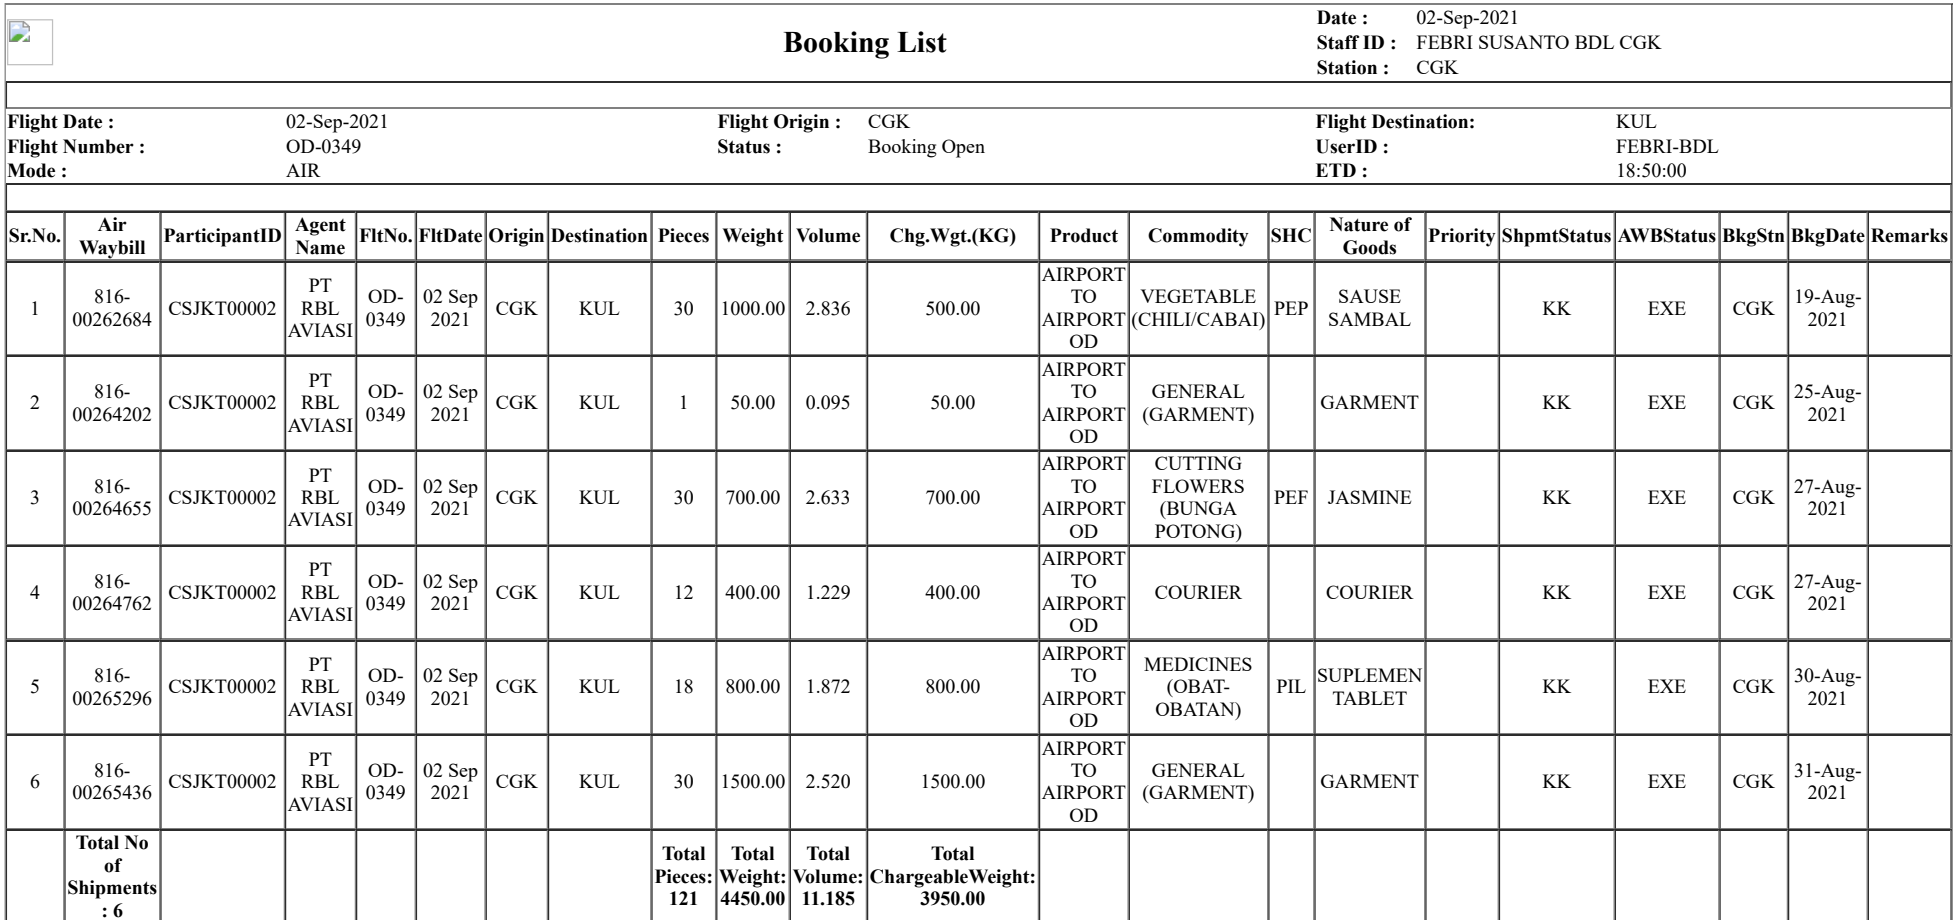 Booking List
Date : 02-Sep-2021
Staff ID : FEBRI SUSANTO BDL CGK
Station : CGK
Flight Date : 02-Sep-2021 Flight Origin : CGK Flight Destination: KUL
Flight Number : OD-0349 Status : Booking Open UserID : FEBRI-BDL
Mode : AIR ETD : 18:50:00
Sr.No. Air Waybill ParticipantID Agent Name FltNo. FltDate Origin Destination Pieces Weight Volume Chg.Wgt.(KG) Product Commodity SHC Nature of Goods Priority ShpmtStatus AWBStatus BkgStn BkgDate Remarks
1 816-00262684 CSJKT00002 PT RBL AVIASI OD-0349 02 Sep 2021 CGK KUL 30 1000.00 2.836 500.00 AIRPORT TO AIRPORT OD VEGETABLE (CHILI/CABAI) PEP SAUSE SAMBAL KK EXE CGK 19-Aug-2021
2 816-00264202 CSJKT00002 PT RBL AVIASI OD-0349 02 Sep 2021 CGK KUL 1 50.00 0.095 50.00 AIRPORT TO AIRPORT OD GENERAL (GARMENT) GARMENT KK EXE CGK 25-Aug-2021
3 816-00264655 CSJKT00002 PT RBL AVIASI OD-0349 02 Sep 2021 CGK KUL 30 700.00 2.633 700.00 AIRPORT TO AIRPORT OD CUTTING FLOWERS (BUNGA POTONG) PEF JASMINE KK EXE CGK 27-Aug-2021
4 816-00264762 CSJKT00002 PT RBL AVIASI OD-0349 02 Sep 2021 CGK KUL 12 400.00 1.229 400.00 AIRPORT TO AIRPORT OD COURIER COURIER KK EXE CGK 27-Aug-2021
5 816-00265296 CSJKT00002 PT RBL AVIASI OD-0349 02 Sep 2021 CGK KUL 18 800.00 1.872 800.00 AIRPORT TO AIRPORT OD MEDICINES (OBAT-OBATAN) PIL SUPLEMEN TABLET KK EXE CGK 30-Aug-2021
6 816-00265436 CSJKT00002 PT RBL AVIASI OD-0349 02 Sep 2021 CGK KUL 30 1500.00 2.520 1500.00 AIRPORT TO AIRPORT OD GENERAL (GARMENT) GARMENT KK EXE CGK 31-Aug-2021
Total No of Shipments : 6 Total Pieces: 121 Total Weight: 4450.00 Total Volume: 11.185 Total ChargeableWeight: 3950.00